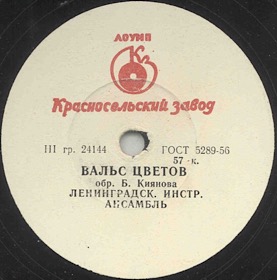 ЛОУМП
КЗ
Красносельский завод
III гр. 24144 ГОСТ 5289-56
57-к.
ВАЛЬС ЦВЕТОВ
обр. Б. Киянова
ЛЕНИНГРАДСК. ИНСТР.
АНСАМБЛЬ